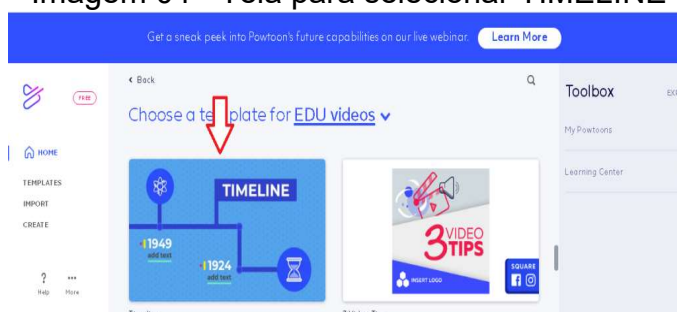 Imagem 04 - Tela para selecionar TIMELINE
Get a sneak peek into Powtoon's future capabilities on our live webinar.
Learn More
FREE
HOME
TEMPLATES
IMPORT
CREATE
?
Help
...
More
< Back
Choose a template for EDU videos
TIMELINE
1949
add text
1924
add text
3 VIDEO
TIPS
INSERT LOGO
SQUARE
Toolbox
My Powtoons
Learning Center